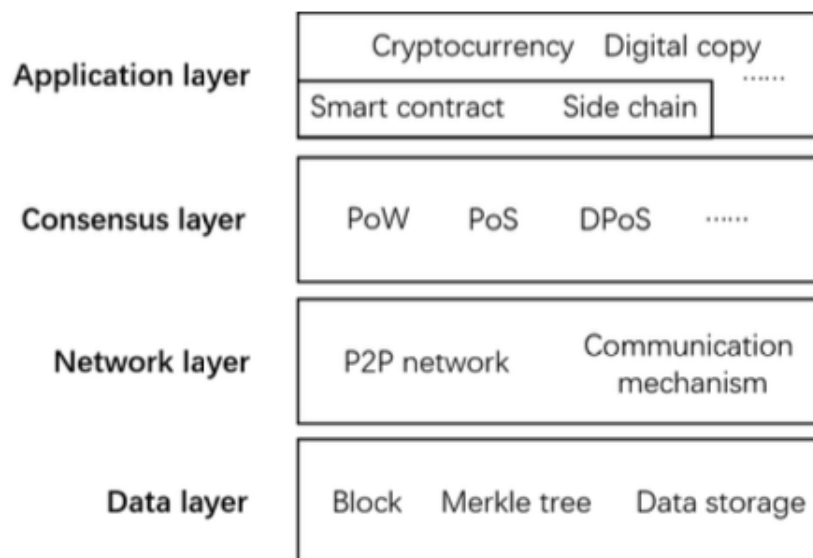 Cryptocurrency Digital copy
Application layer ......
Smart contract Side chain
Consensus layer PoW PoS DPoS ......
Communication
Network layer P2P network
mechanism
Data layer Block Merkle tree Data storage